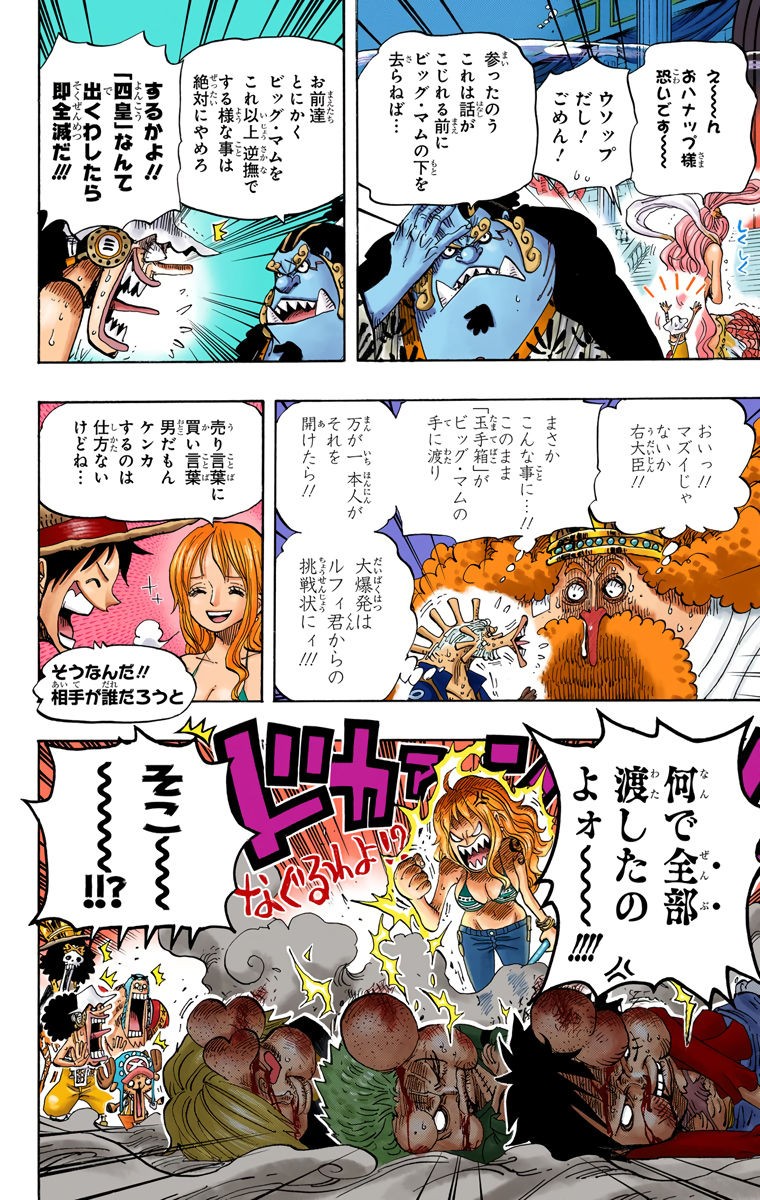 え〜〜ん
おハナップ様
恐いです〜〜
しくしく
ウソップ
だし!
ごめん!
参ったのう
これは話が
こじれる前に
ビッグ・マムの下を
去らねば…
お前達
とにかく
ビッグ・マムを
これ以上逆撫で
する様な事は
絶対にやめろ
するかよ!!
「四皇」なんて
出くわしたら
即全滅だ!!!
おいっ!!
マズイじゃ
ないか
右大臣!!
まさか
こんな事に…!!
このまま
「玉手箱」が
ビッグ・マムの
手に渡り
万が一本人が
それを
開けたら!!
大爆発は
ルフィ君からの
挑戦状にィ!!!
売り言葉に
買い言葉
男だもん
ケンカ
するのは
仕方ない
けどね…
そうなんだ!!
相手が誰だろうと
何で全部
渡したの
よォ〜〜!!!!!
ドカァァン
なぐるわよ!?
そこ〜〜
〜〜〜!!?